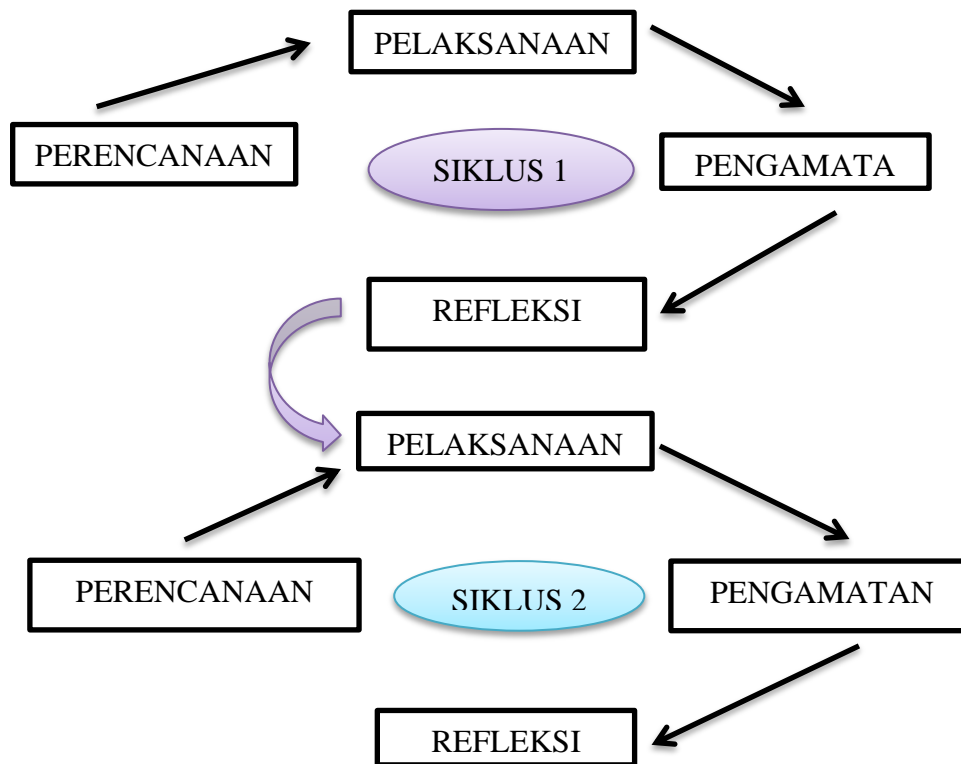 PELAKSANAAN
PERENCANAAN
SIKLUS 1
PENGAMATA
REFLEKSI
PELAKSANAAN
PERENCANAAN
SIKLUS 2
PENGAMATAN
REFLEKSI